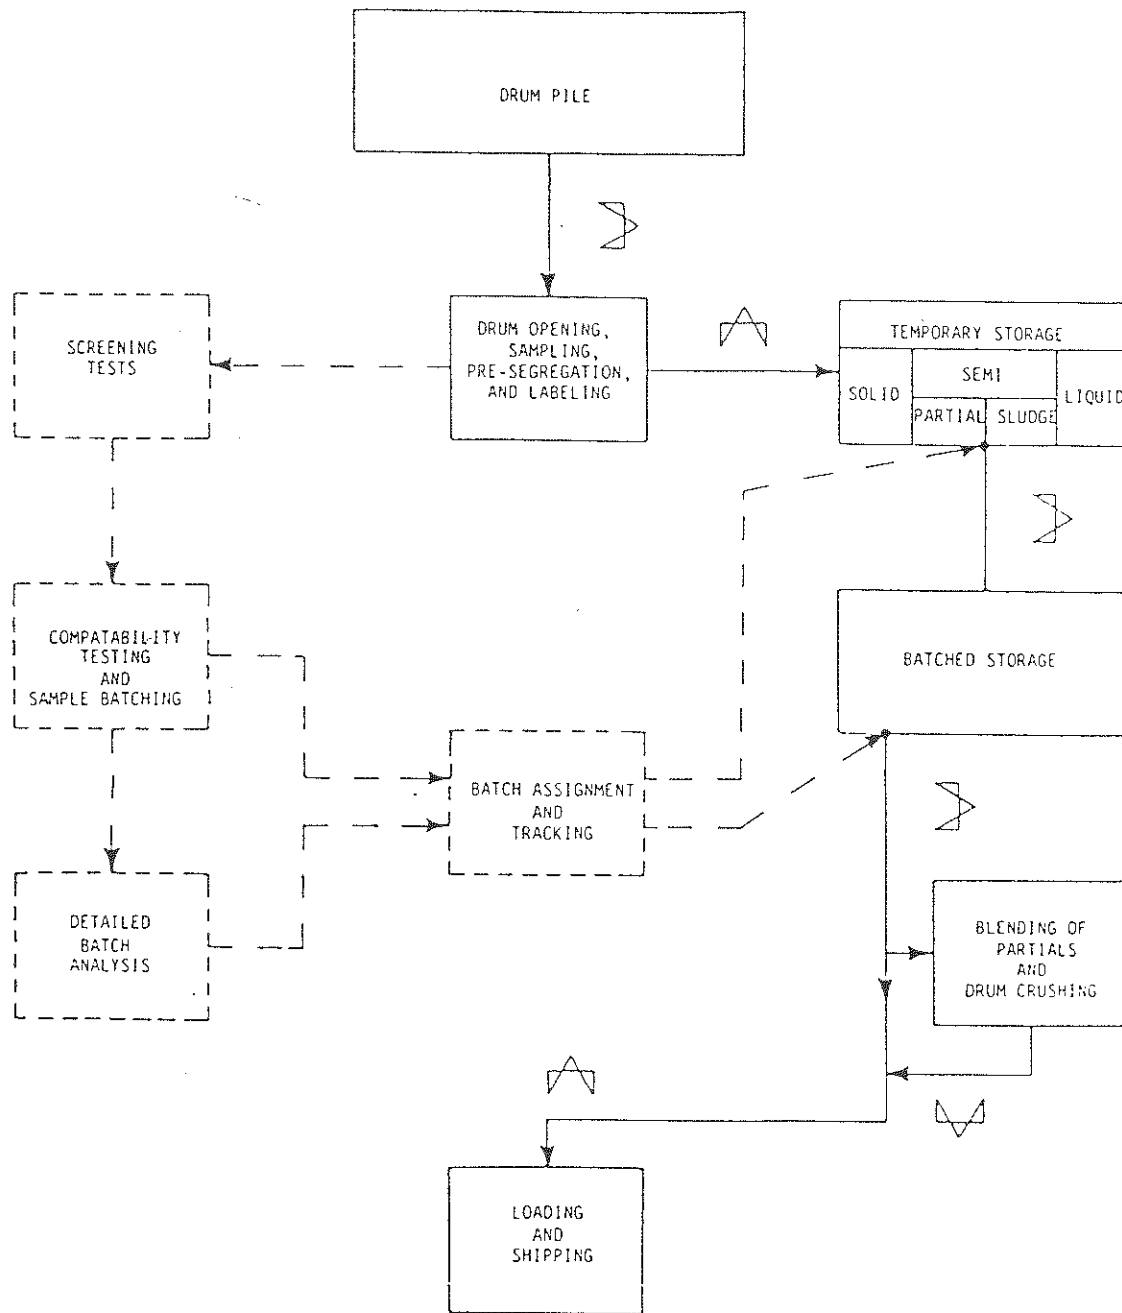 DRUM PILE
DRUM OPENING,
SAMPLING,
PRE-SEGREGATION,
AND LABELING
SCREENING
TESTS
TEMPORARY STORAGE
SOLID
SEMI
LIQUID
PARTIAL
SLUDGE
COMPATABILITY
TESTING
AND
SAMPLE BATCHING
BATCHED STORAGE
BATCH ASSIGNMENT
AND
TRACKING
DETAILED
BATCH
ANALYSIS
BLENDING OF
PARTIALS
AND
DRUM CRUSHING
LOADING
AND
SHIPPING